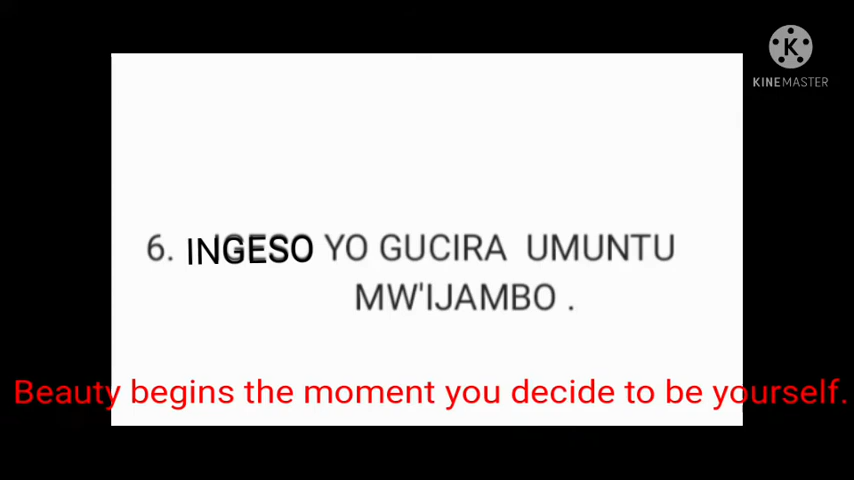 KINEMASTER
6. INGESO YO GUCIRA UMUNTU
MW'IJAMBO .
Beauty begins the moment you decide to be yourself.